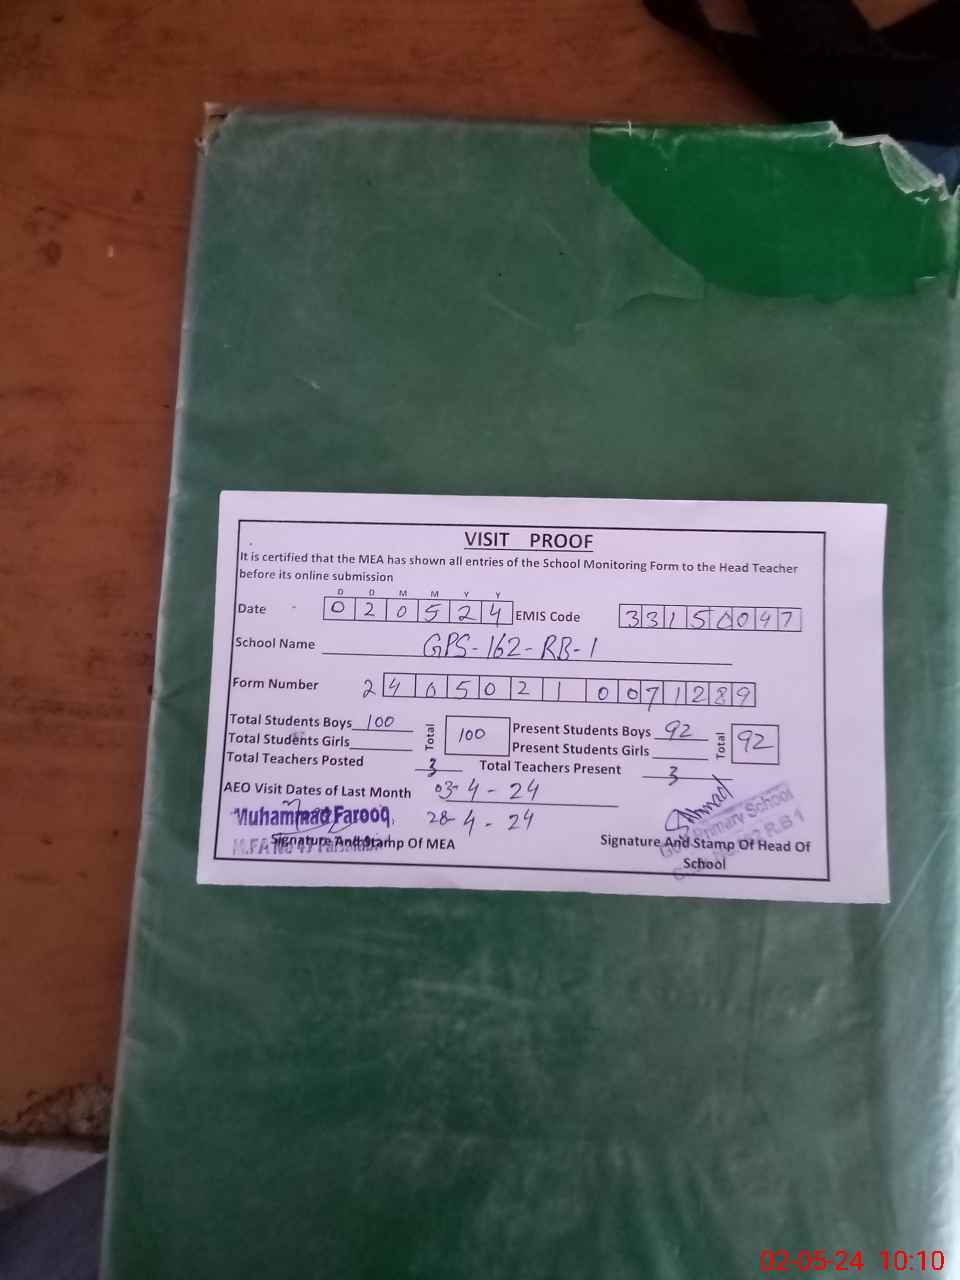 VISIT PROOF
It is certified that the MEA has shown all entries of the School Monitoring Form to the Head Teacher
before its online submission
D D M M Y Y
Date 0 2 0 5 2 4 EMIS Code 3 3 1 5 0 0 4 7
School Name GPS-162-RB-1
Form Number 2 4 0 5 0 2 1 0 0 7 1 2 8 9
Total Students Boys 100 Total 100 Present Students Boys 92 Total 92
Total Students Girls Present Students Girls
Total Teachers Posted 3 Total Teachers Present 3
AEO Visit Dates of Last Month 03-4-24
28-4-24
Muhammad Farooq
Signature And Stamp Of MEA
Ahmad
Primary School
R.B 1
Signature And Stamp Of Head Of
School
02-05-24 10:10